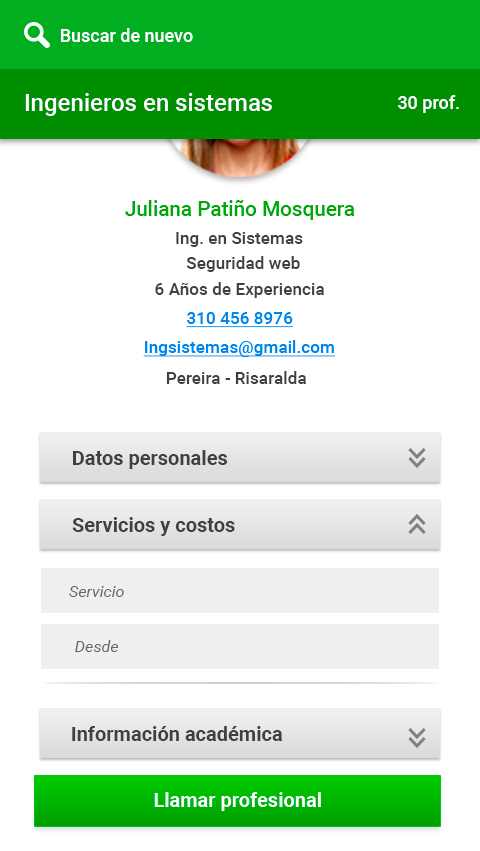 Buscar de nuevo
Ingenieros en sistemas 30 prof.
Juliana Patiño Mosquera
Ing. en Sistemas
Seguridad web
6 Años de Experiencia
310 456 8976
Ingsistemas@gmail.com
Pereira - Risaralda
Datos personales
Servicios y costos
Servicio
Desde
Información académica
Llamar profesional